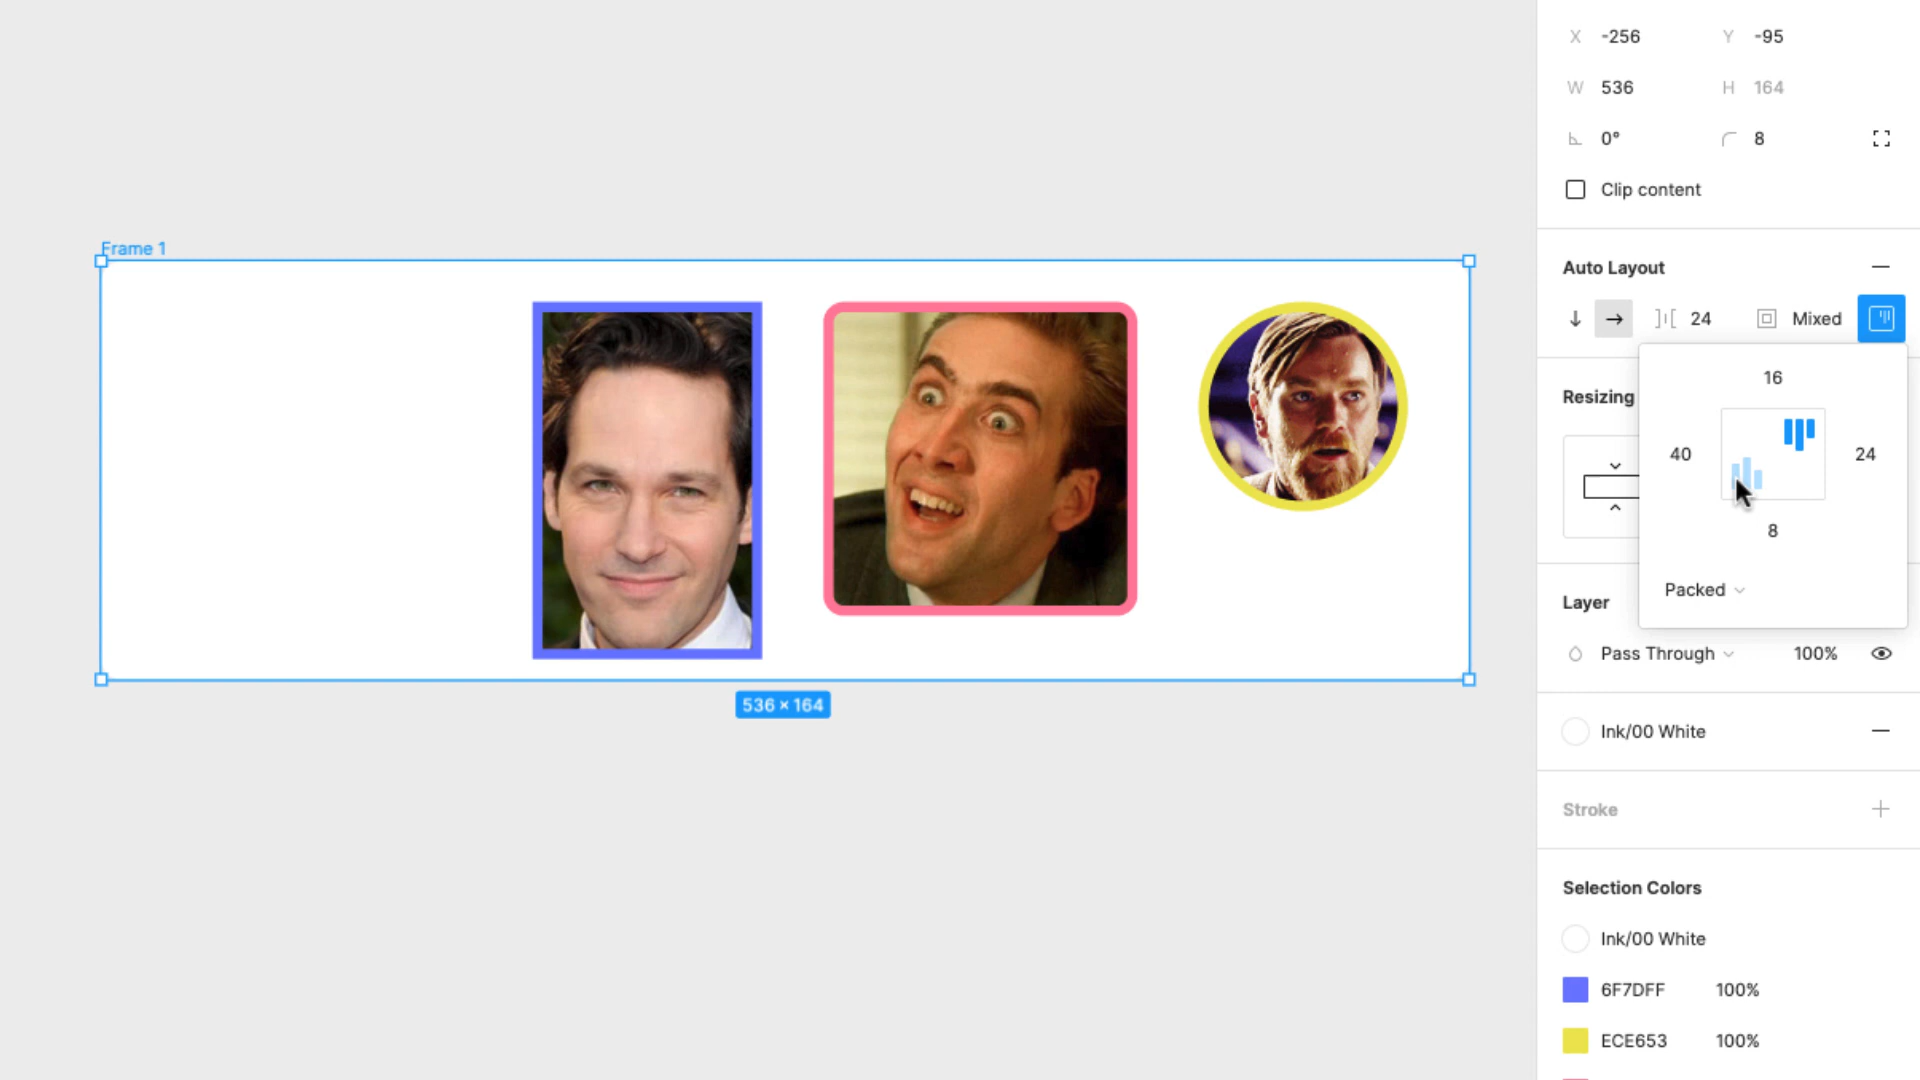 X -256 Y -95
W 536 H 164
0° 8
Clip content
Frame 1
Auto Layout
24 Mixed
16
Resizing
40 24
8
Packed
Layer
Pass Through 100%
536 × 164
Ink/00 White
Stroke
Selection Colors
Ink/00 White
6F7DFF 100%
ECE653 100%